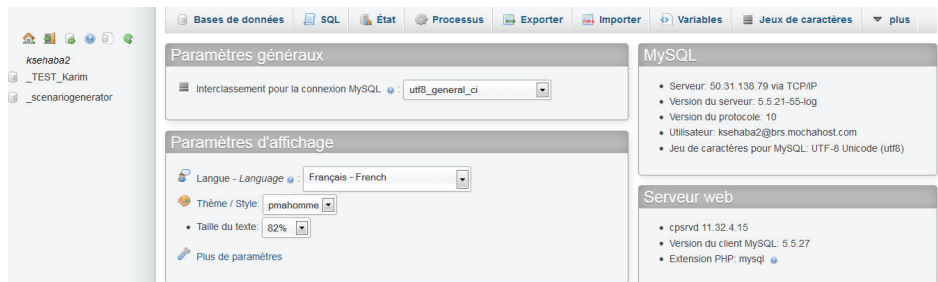 Bases de données SQL État Processus Exporter Importer Variables Jeux de caractères plus
ksehaba2
_TEST_Karim
_scenariogenerator
Paramètres généraux
Interclassement pour la connexion MySQL : utf8_general_ci
Paramètres d'affichage
Langue - Language : Français - French
Thème / Style: pmahomme
• Taille du texte: 82%
Plus de paramètres
MySQL
• Serveur: 50.31.138.79 via TCP/IP
• Version du serveur: 5.5.21-55-log
• Version du protocole: 10
• Utilisateur: ksehaba2@brs.mochahost.com
• Jeu de caractères pour MySQL: UTF-8 Unicode (utf8)
Serveur web
• cpsrvd 11.32.4.15
• Version du client MySQL: 5.5.27
• Extension PHP: mysql